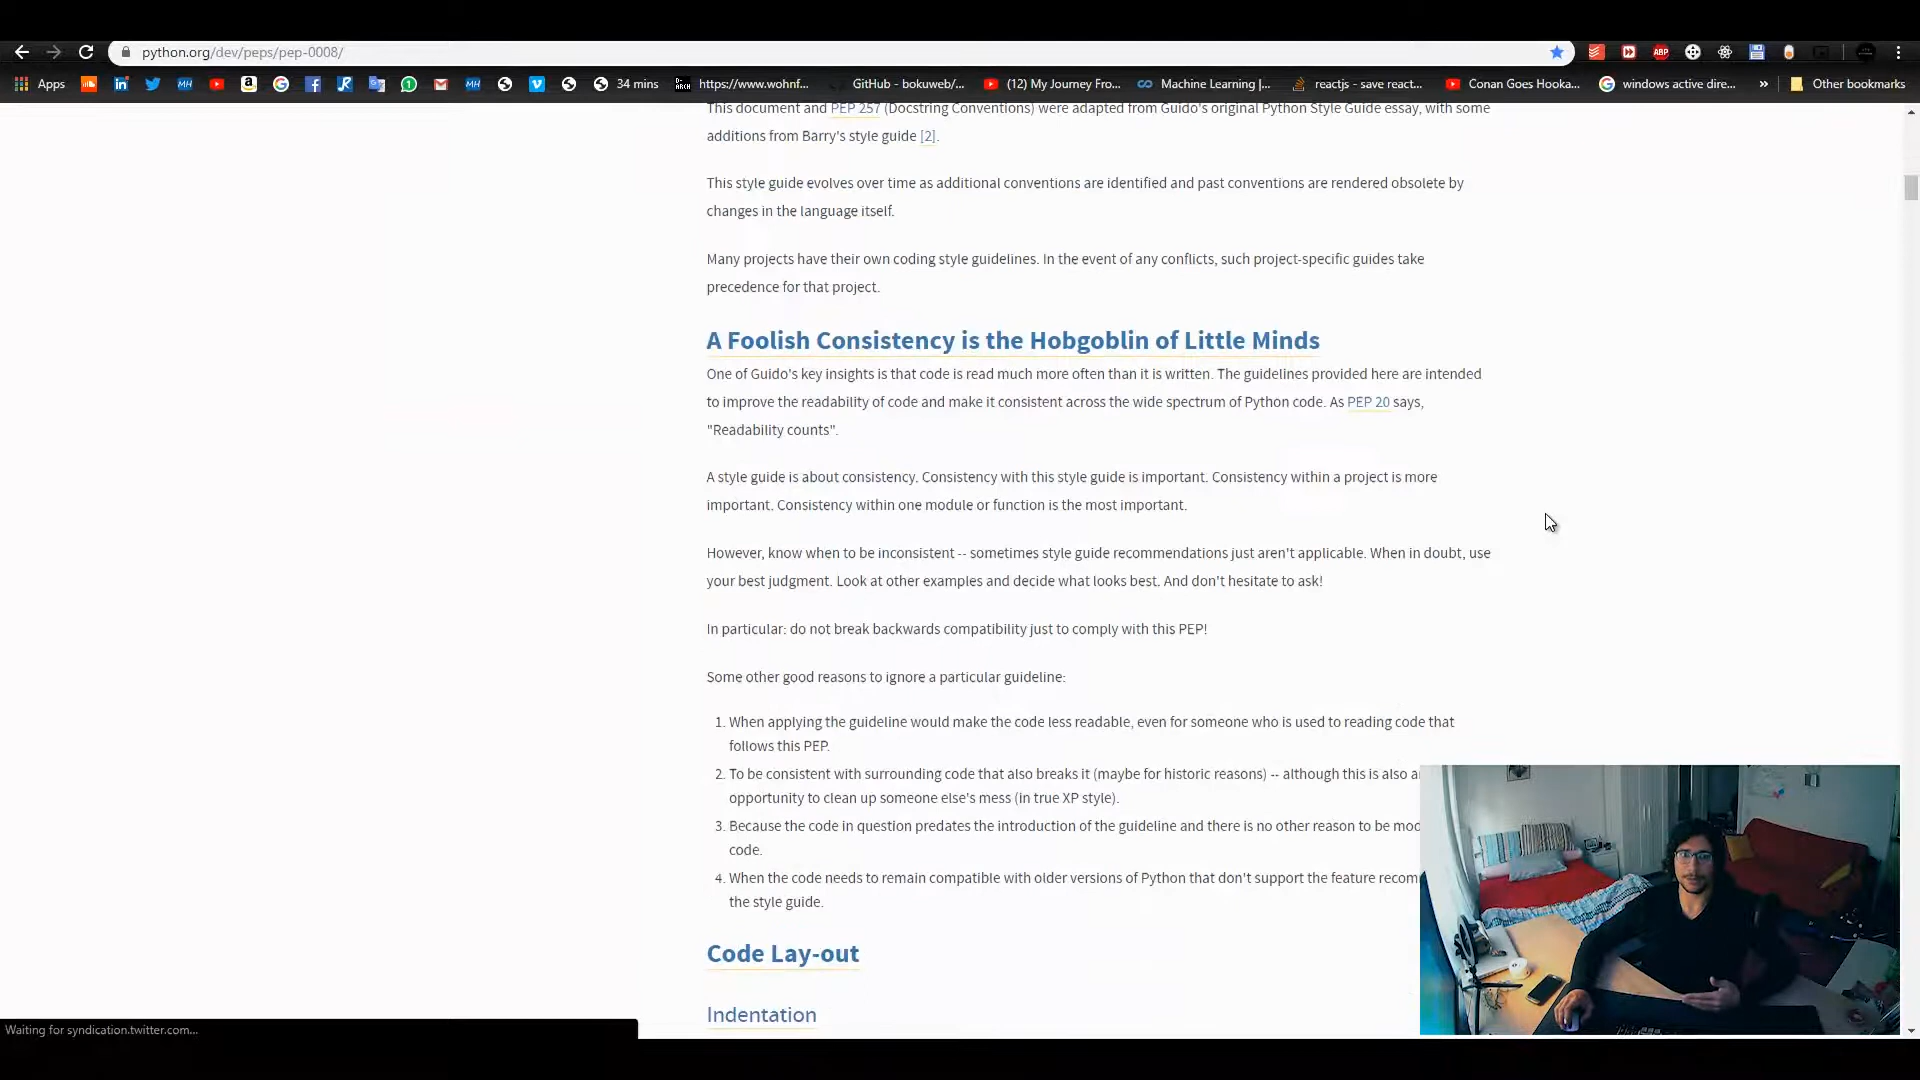 python.org/dev/peps/pep-0008/
Apps
34 mins
https://www.wohnf...
GitHub - bokuweb/...
(12) My Journey Fro...
Machine Learning |...
reactjs - save react...
Conan Goes Hooka...
windows active dire...
»
Other bookmarks
This document and PEP 257 (Docstring Conventions) were adapted from Guido's original Python Style Guide essay, with some
additions from Barry's style guide [2].
This style guide evolves over time as additional conventions are identified and past conventions are rendered obsolete by
changes in the language itself.
Many projects have their own coding style guidelines. In the event of any conflicts, such project-specific guides take
precedence for that project.
A Foolish Consistency is the Hobgoblin of Little Minds
One of Guido's key insights is that code is read much more often than it is written. The guidelines provided here are intended
to improve the readability of code and make it consistent across the wide spectrum of Python code. As PEP 20 says,
"Readability counts".
A style guide is about consistency. Consistency with this style guide is important. Consistency within a project is more
important. Consistency within one module or function is the most important.
However, know when to be inconsistent -- sometimes style guide recommendations just aren't applicable. When in doubt, use
your best judgment. Look at other examples and decide what looks best. And don't hesitate to ask!
In particular: do not break backwards compatibility just to comply with this PEP!
Some other good reasons to ignore a particular guideline:
1. When applying the guideline would make the code less readable, even for someone who is used to reading code that
follows this PEP.
2. To be consistent with surrounding code that also breaks it (maybe for historic reasons) -- although this is also a
opportunity to clean up someone else's mess (in true XP style).
3. Because the code in question predates the introduction of the guideline and there is no other reason to be mod
code.
4. When the code needs to remain compatible with older versions of Python that don't support the feature recom
the style guide.
Code Lay-out
Indentation
Waiting for syndication.twitter.com...